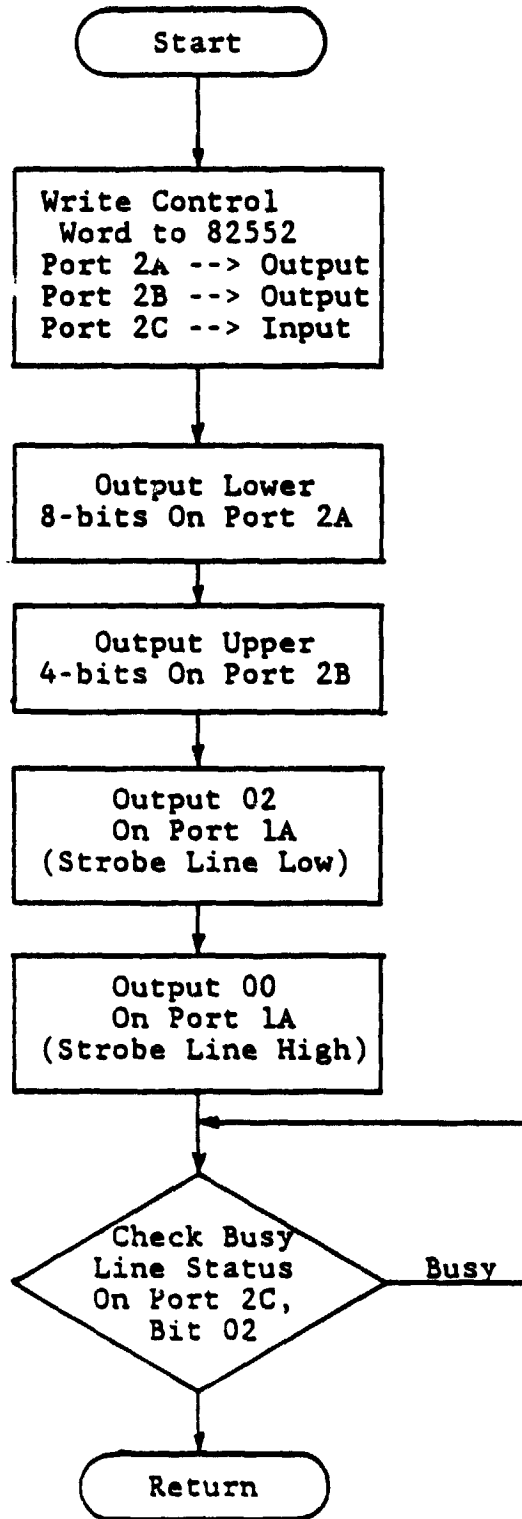 Start
Write Control
Word to 82552
Port 2A --> Output
Port 2B --> Output
Port 2C --> Input
Output Lower
8-bits On Port 2A
Output Upper
4-bits On Port 2B
Output 02
On Port 1A
(Strobe Line Low)
Output 00
On Port 1A
(Strobe Line High)
Check Busy
Line Status
On Port 2C,
Bit 02
Busy
Return